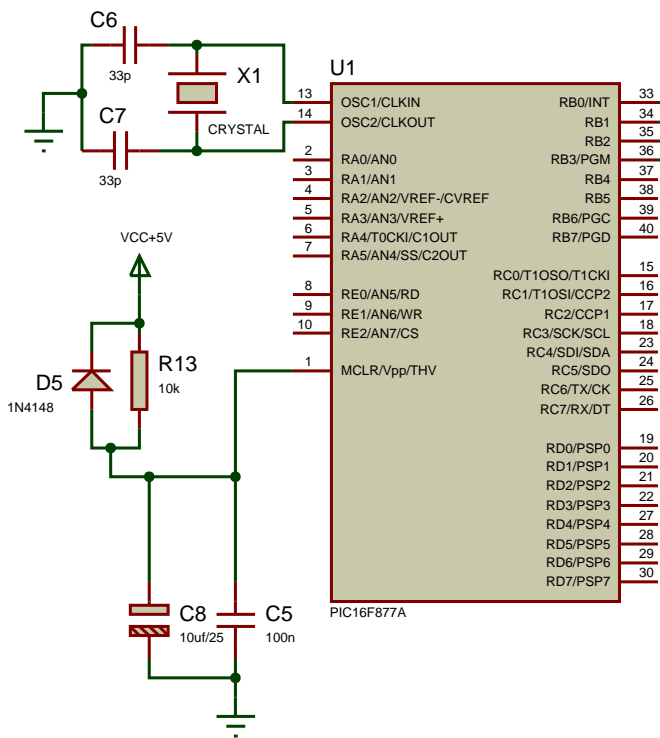 C6
33p
X1
CRYSTAL
C7
33p
VCC+5V
D5
1N4148
R13
10k
C8
10uf/25
C5
100n
U1
13 OSC1/CLKIN
14 OSC2/CLKOUT
2 RA0/AN0
3 RA1/AN1
4 RA2/AN2/VREF-/CVREF
5 RA3/AN3/VREF+
6 RA4/T0CKI/C1OUT
7 RA5/AN4/SS/C2OUT
8 RE0/AN5/RD
9 RE1/AN6/WR
10 RE2/AN7/CS
1 MCLR/Vpp/THV
RB0/INT 33
RB1 34
RB2 35
RB3/PGM 36
RB4 37
RB5 38
RB6/PGC 39
RB7/PGD 40
RC0/T1OSO/T1CKI 15
RC1/T1OSI/CCP2 16
RC2/CCP1 17
RC3/SCK/SCL 18
RC4/SDI/SDA 23
RC5/SDO 24
RC6/TX/CK 25
RC7/RX/DT 26
RD0/PSP0 19
RD1/PSP1 20
RD2/PSP2 21
RD3/PSP3 22
RD4/PSP4 27
RD5/PSP5 28
RD6/PSP6 29
RD7/PSP7 30
PIC16F877A